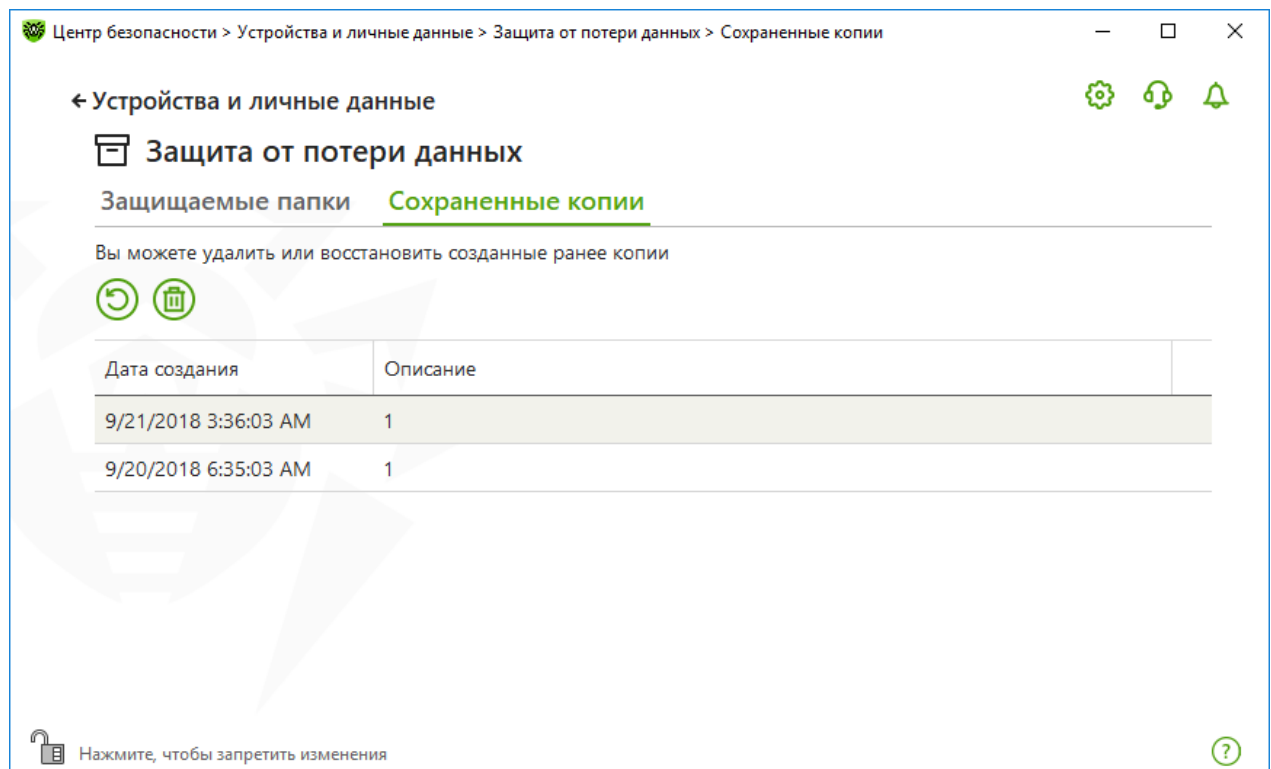 Центр безопасности > Устройства и личные данные > Защита от потери данных > Сохраненные копии
Устройства и личные данные
Защита от потери данных
Защищаемые папки Сохраненные копии
Вы можете удалить или восстановить созданные ранее копии
Дата создания Описание
9/21/2018 3:36:03 AM 1
9/20/2018 6:35:03 AM 1
Нажмите, чтобы запретить изменения ?